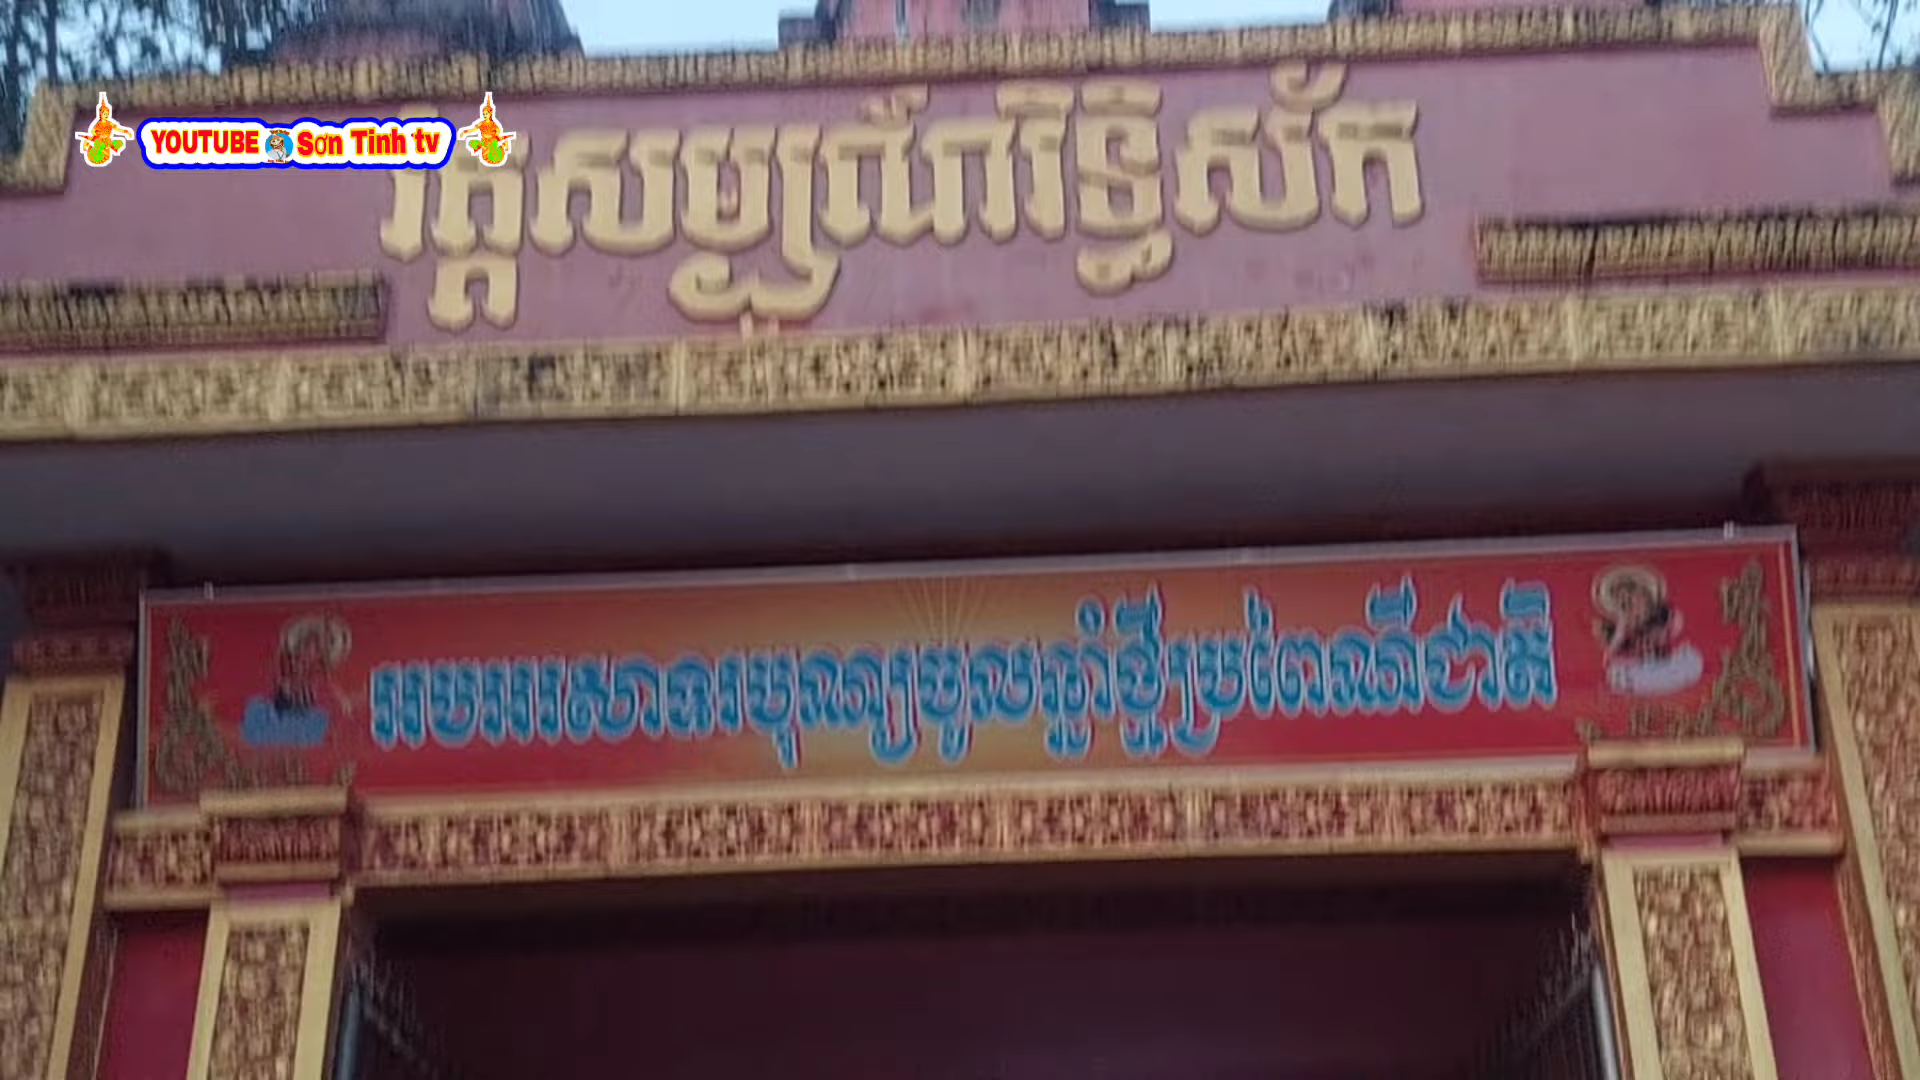 YOUTUBE Sơn Tinh tv
វត្តសម្បូណ៌រិទ្ធិស័ក
អបអរសាទរបុណ្យចូលឆ្នាំថ្មីប្រពៃណីជាតិ